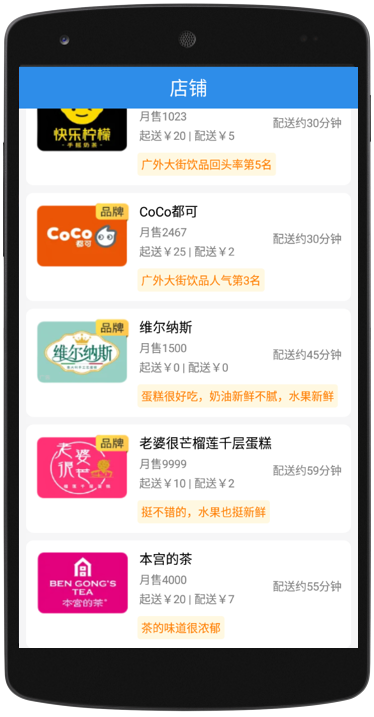 店铺
快乐柠檬
·手摇奶茶·
月售1023
起送￥20 | 配送￥5
配送约30分钟
广外大街饮品回头率第5名
品牌
CoCo
都可
CoCo都可
月售2467
起送￥25 | 配送￥2
配送约30分钟
广外大街饮品人气第3名
品牌
维尔纳斯
维尔纳斯
月售1500
起送￥0 | 配送￥0
配送约45分钟
蛋糕很好吃，奶油新鲜不腻，水果新鲜
品牌
老婆很芒
老婆很芒榴莲千层蛋糕
月售9999
起送￥10 | 配送￥2
配送约59分钟
挺不错的，水果也挺新鲜
BEN GONG'S
TEA
本宫的茶
本宫的茶
月售4000
起送￥20 | 配送￥7
配送约55分钟
茶的味道很浓郁